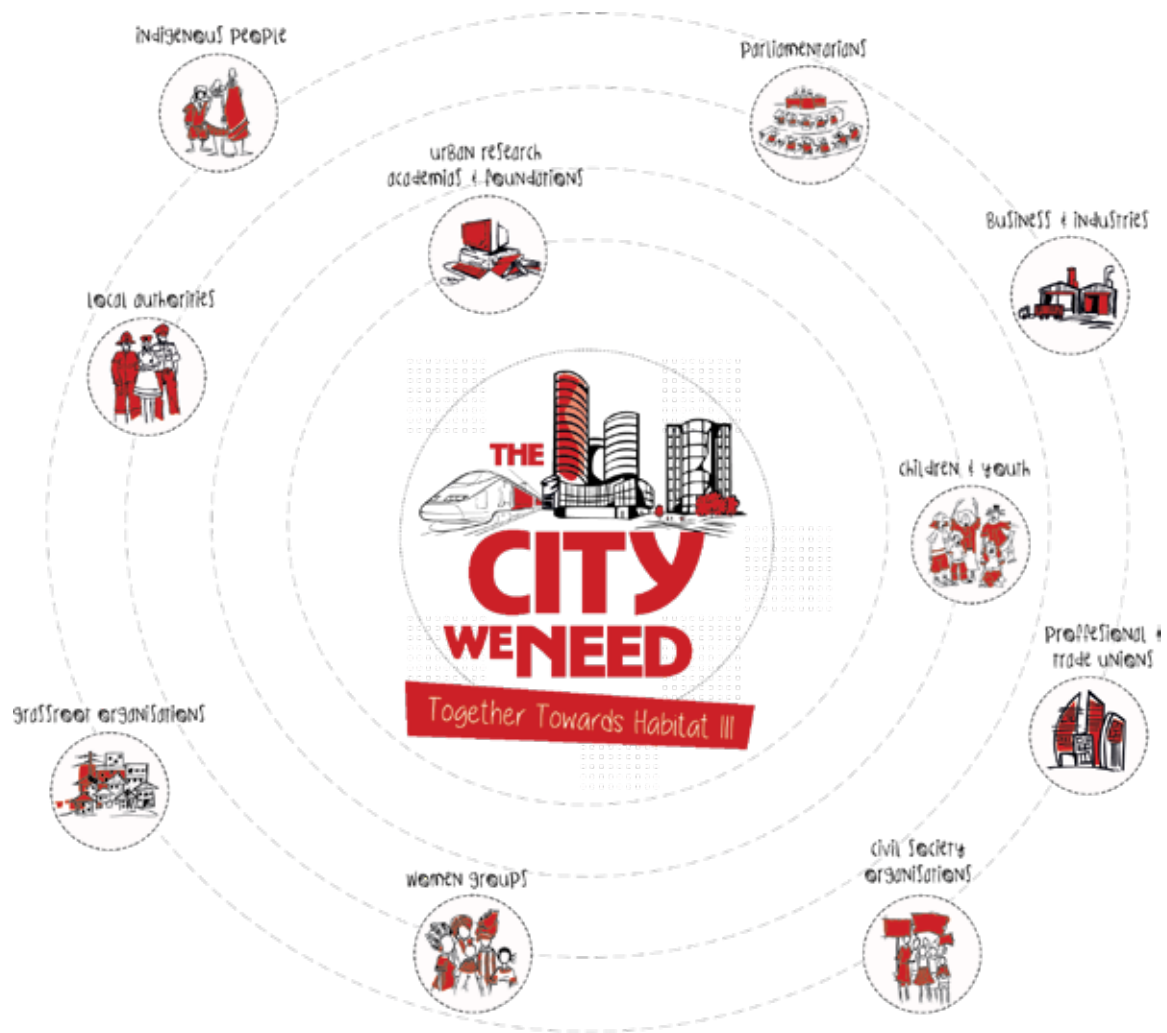 indigenous people
Parliamentarians
urban research
academias & foundations
Business & industries
local authorities
THE
children & youth
CITY
WE NEED
Proffesional &
Trade unions
Together Towards Habitat III
grassroot organisations
civil society
organisations
women groups